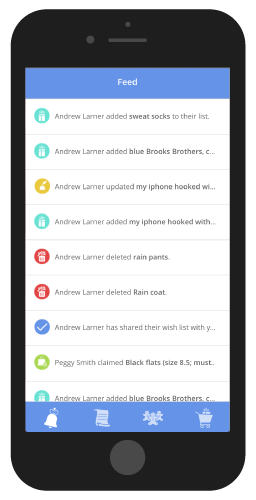 Feed
Andrew Larner added sweat socks to their list.
Andrew Larner added blue Brooks Brothers, c...
Andrew Larner updated my iphone hooked wi...
Andrew Larner added my iphone hooked with...
Andrew Larner deleted rain pants.
Andrew Larner deleted Rain coat.
Andrew Larner has shared their wish list with y...
Peggy Smith claimed Black flats (size 8.5; must..
Andrew Larner added blue Brooks Brothers, c...